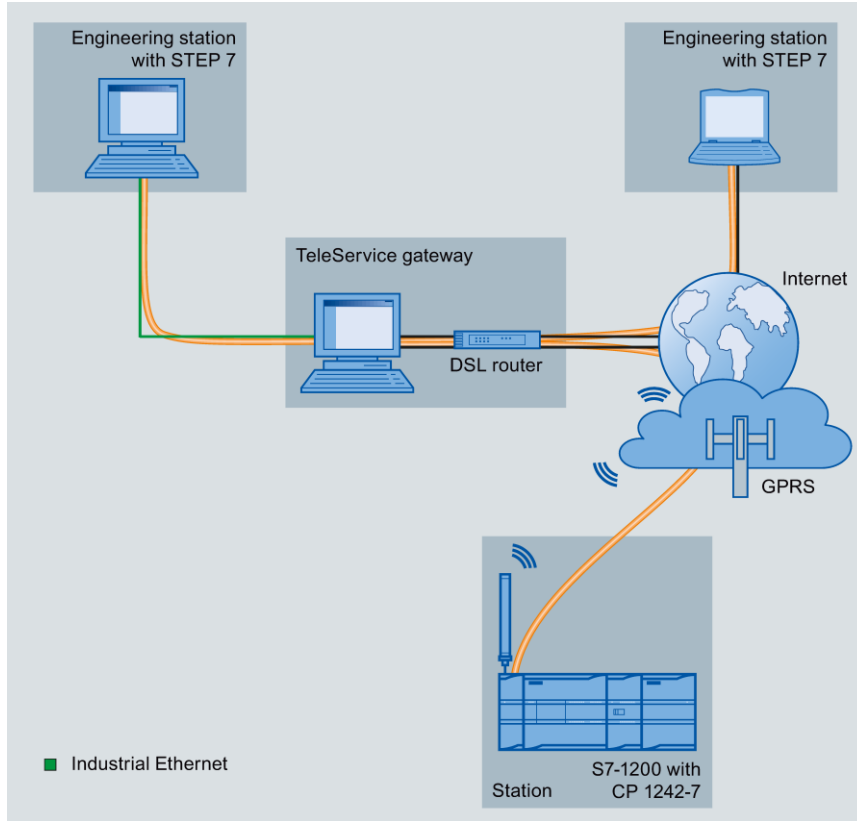 Engineering station
with STEP 7
Engineering station
with STEP 7
TeleService gateway
Internet
DSL router
GPRS
Industrial Ethernet
Station
S7-1200 with
CP 1242-7